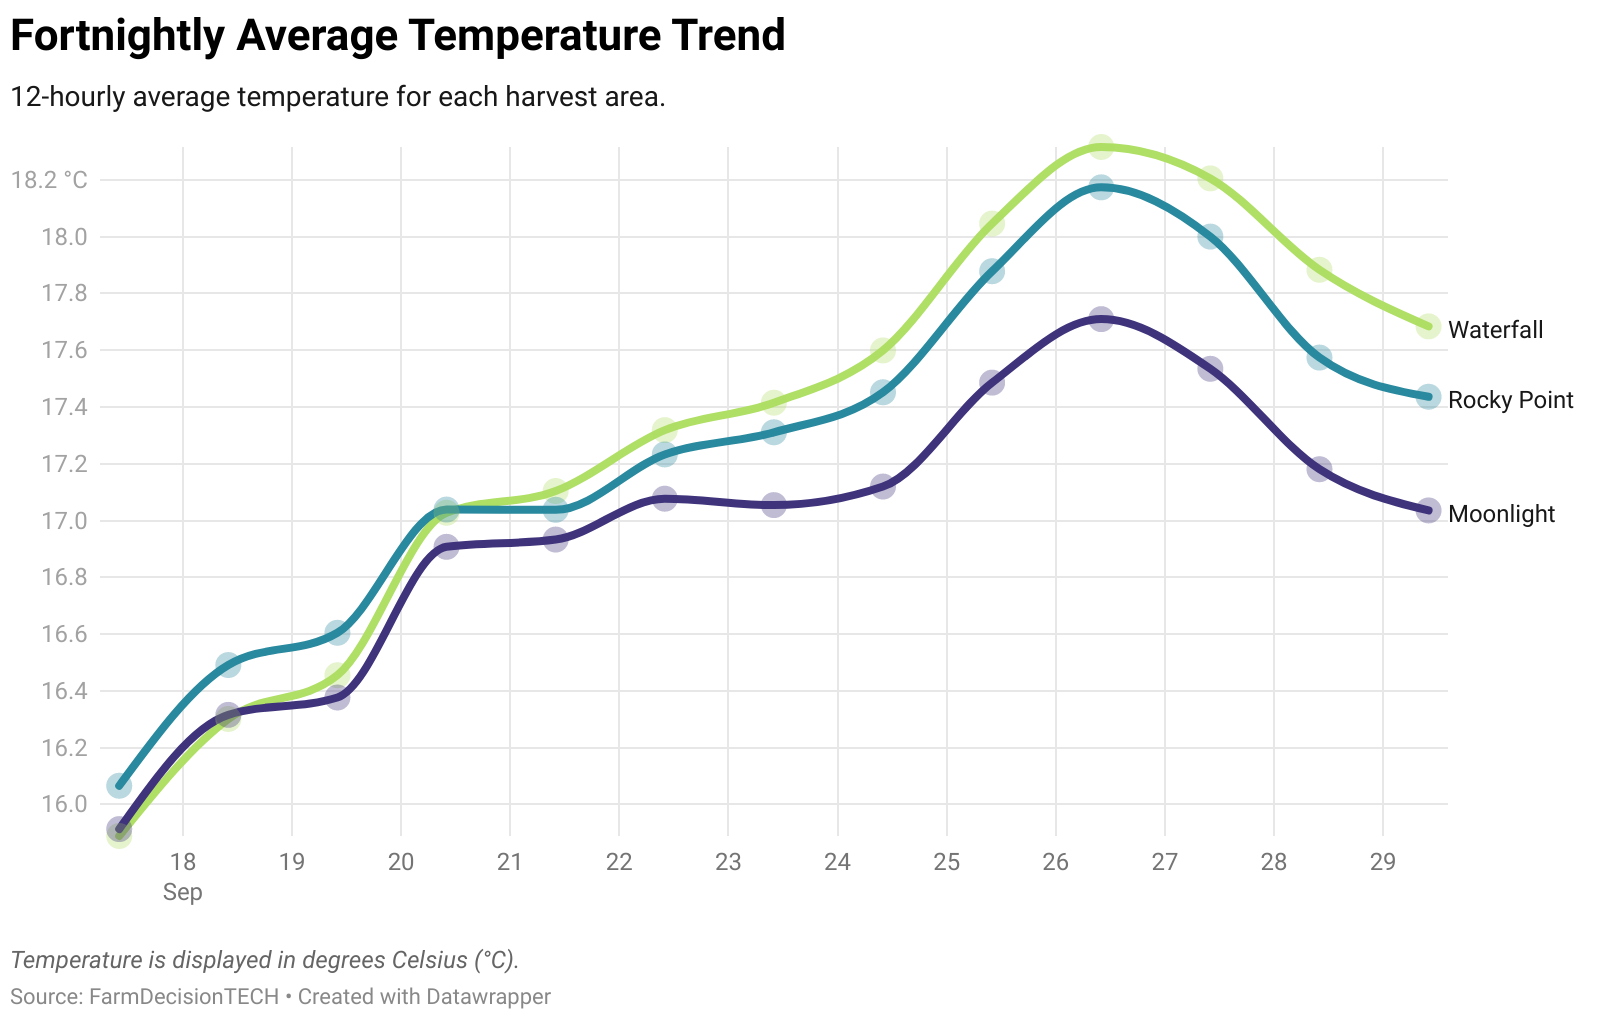 Fortnightly Average Temperature Trend
12-hourly average temperature for each harvest area.
18.2 °C
18.0
17.8
17.6
17.4
17.2
17.0
16.8
16.6
16.4
16.2
16.0
Waterfall
Rocky Point
Moonlight
18 19 20 21 22 23 24 25 26 27 28 29
Sep
Temperature is displayed in degrees Celsius (°C).
Source: FarmDecisionTECH • Created with Datawrapper